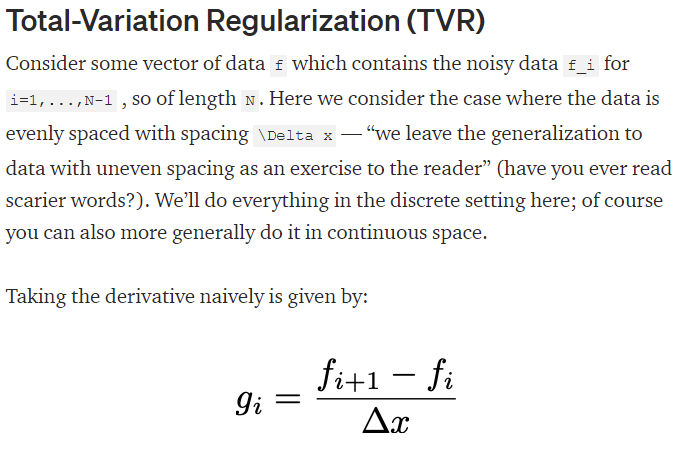 Total-Variation Regularization (TVR)
Consider some vector of data f which contains the noisy data f_i for
i=1,...,N-1 , so of length N. Here we consider the case where the data is
evenly spaced with spacing \Delta x — “we leave the generalization to
data with uneven spacing as an exercise to the reader” (have you ever read
scarier words?). We’ll do everything in the discrete setting here; of course
you can also more generally do it in continuous space.
Taking the derivative naively is given by:
g_i = \frac{f_{i+1} - f_i}{\Delta x}